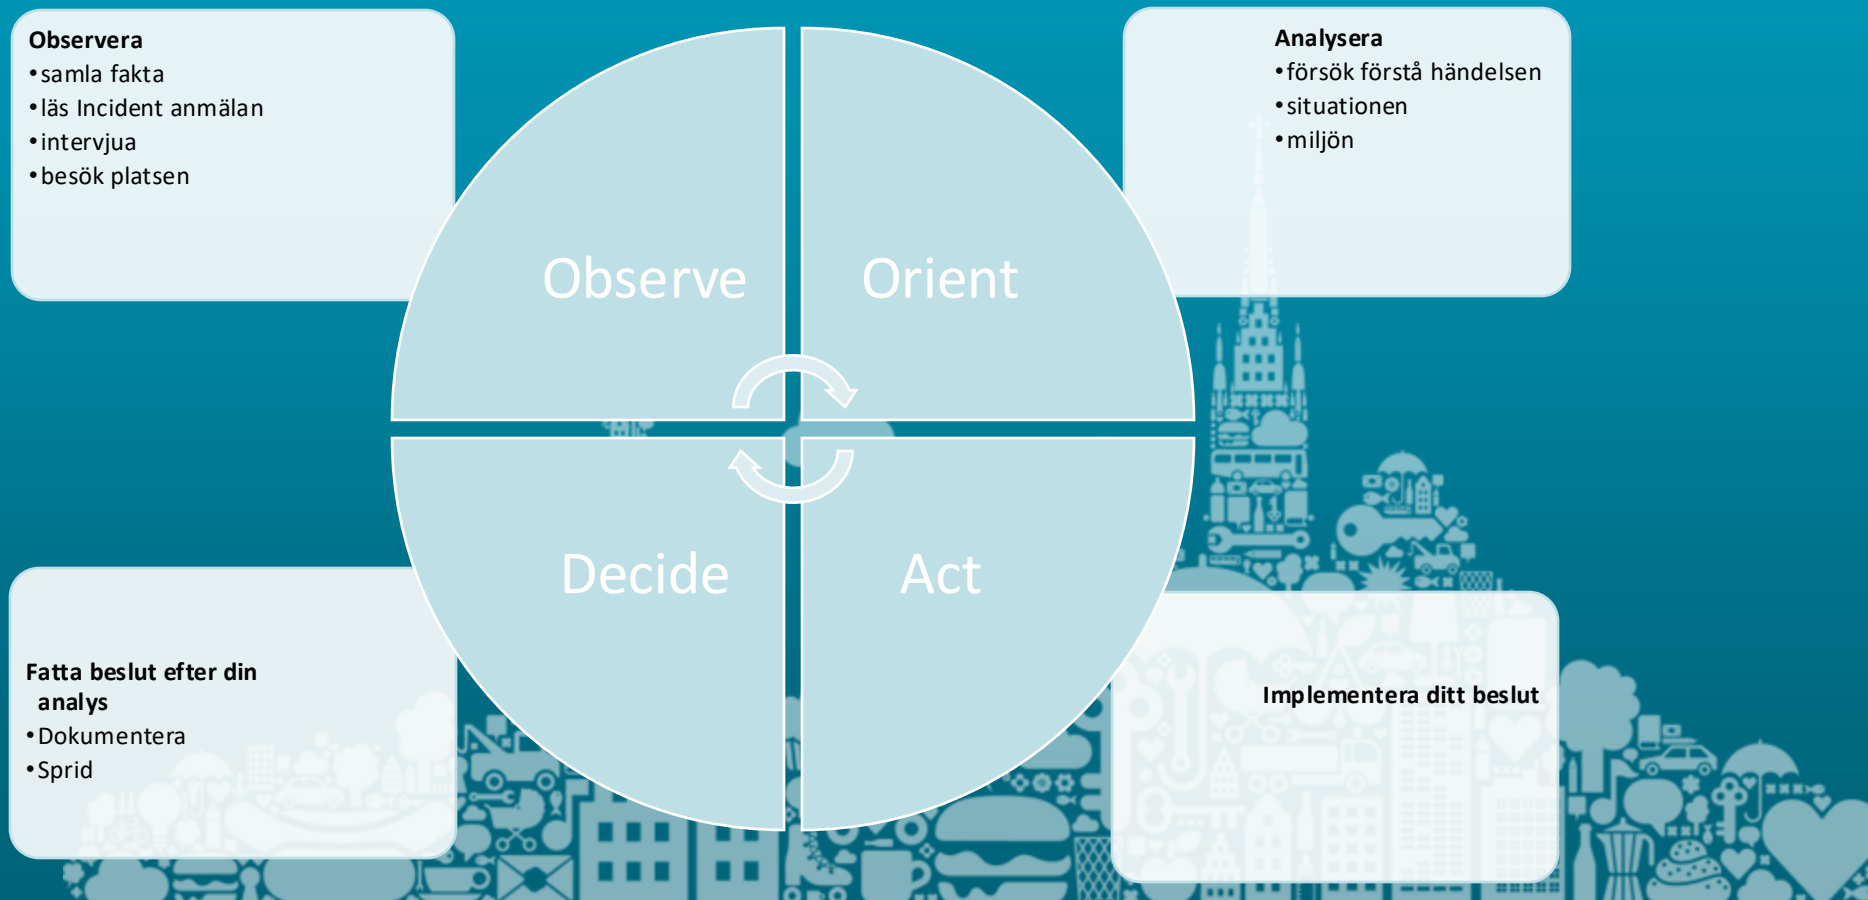 Observera
•samla fakta
•läs Incident anmälan
•intervjua
•besök platsen
Analysera
•försök förstå händelsen
•situationen
•miljön
Observe
Orient
Decide
Act
Fatta beslut efter din
analys
•Dokumentera
•Sprid
Implementera ditt beslut